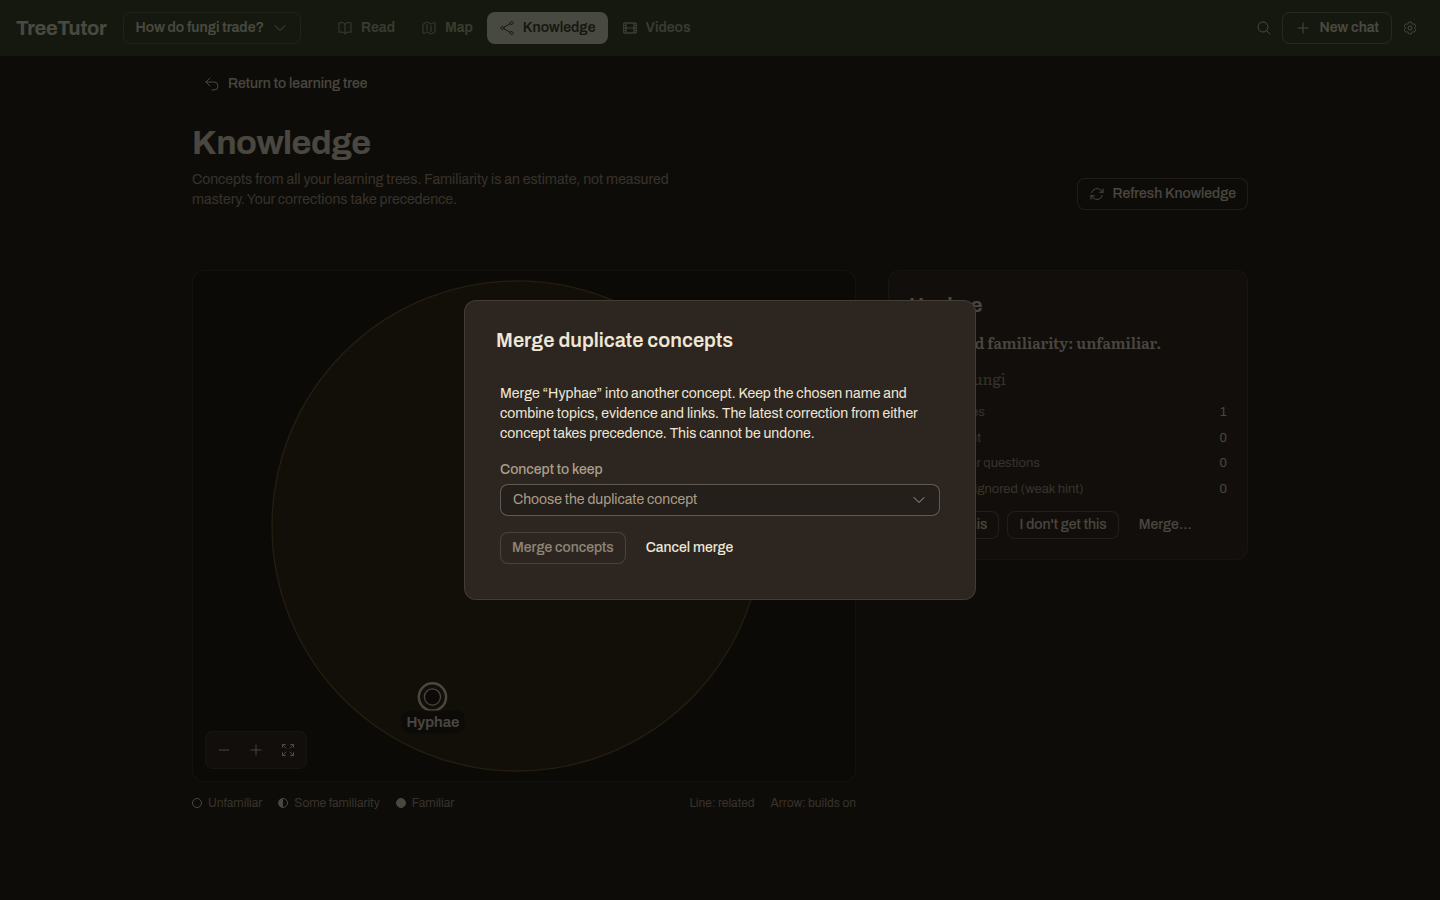 TreeTutor
How do fungi trade?
Read
Map
Knowledge
Videos
New chat
Return to learning tree
Knowledge
Concepts from all your learning trees. Familiarity is an estimate, not measured
mastery. Your corrections take precedence.
Refresh Knowledge
Merge duplicate concepts
Merge “Hyphae” into another concept. Keep the chosen name and
combine topics, evidence and links. The latest correction from either
concept takes precedence. This cannot be undone.
Concept to keep
Choose the duplicate concept
Merge concepts
Cancel merge
familiarity: unfamiliar.
1
0
questions
0
ignored (weak hint)
0
I don't get this
Merge...
Hyphae
Unfamiliar
Some familiarity
Familiar
Line: related
Arrow: builds on